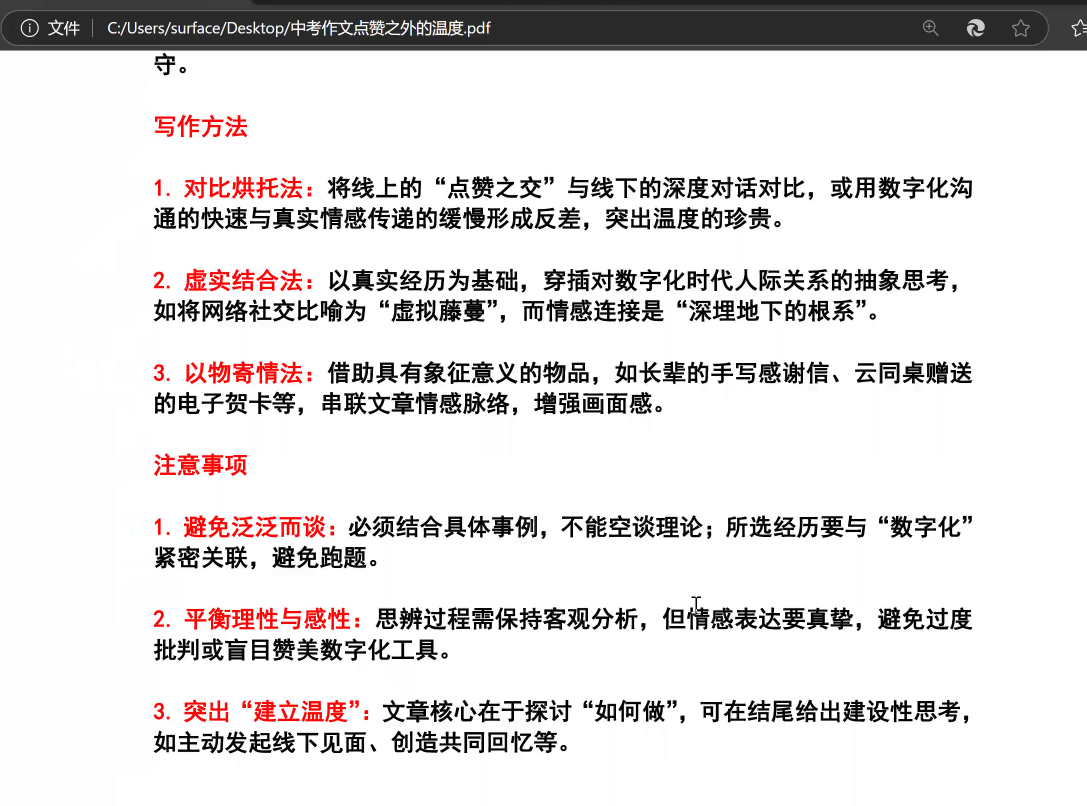 文件
C:/Users/surface/Desktop/中考作文点赞之外的温度.pdf
守。
写作方法
1. 对比烘托法：将线上的“点赞之交”与线下的深度对话对比，或用数字化沟
通的快速与真实情感传递的缓慢形成反差，突出温度的珍贵。
2. 虚实结合法：以真实经历为基础，穿插对数字化时代人际关系的抽象思考，
如将网络社交比喻为“虚拟藤蔓”，而情感连接是“深埋地下的根系”。
3. 以物寄情法：借助具有象征意义的物品，如长辈的手写感谢信、云同桌赠送
的电子贺卡等，串联文章情感脉络，增强画面感。
注意事项
1. 避免泛泛而谈：必须结合具体事例，不能空谈理论；所选经历要与“数字化”
紧密关联，避免跑题。
2. 平衡理性与感性：思辨过程需保持客观分析，但情感表达要真挚，避免过度
批判或盲目赞美数字化工具。
3. 突出“建立温度”：文章核心在于探讨“如何做”，可在结尾给出建设性思考，
如主动发起线下见面、创造共同回忆等。